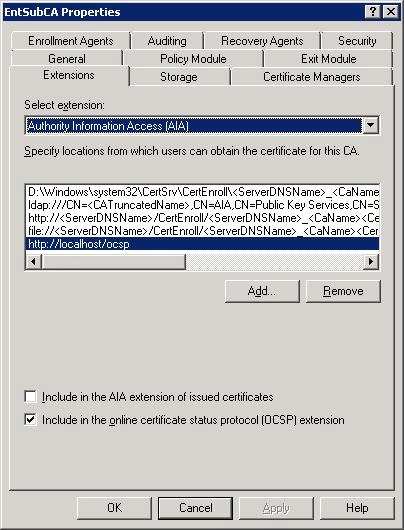 EntSubCA Properties
Enrollment Agents Auditing Recovery Agents Security
General Policy Module Exit Module
Extensions Storage Certificate Managers
Select extension:
Authority Information Access (AIA)
Specify locations from which users can obtain the certificate for this CA.
D:\Windows\system32\CertSrv\CertEnroll\<ServerDNSName>_<CaName
ldap:///CN=<CATruncatedName>,CN=AIA,CN=Public Key Services,CN=S
http://<ServerDNSName>/CertEnroll/<ServerDNSName>_<CaName><Ce
file://<ServerDNSName>/CertEnroll/<ServerDNSName>_<CaName><Cer
http://localhost/ocsp
Add... Remove
Include in the AIA extension of issued certificates
Include in the online certificate status protocol (OCSP) extension
OK Cancel Apply Help